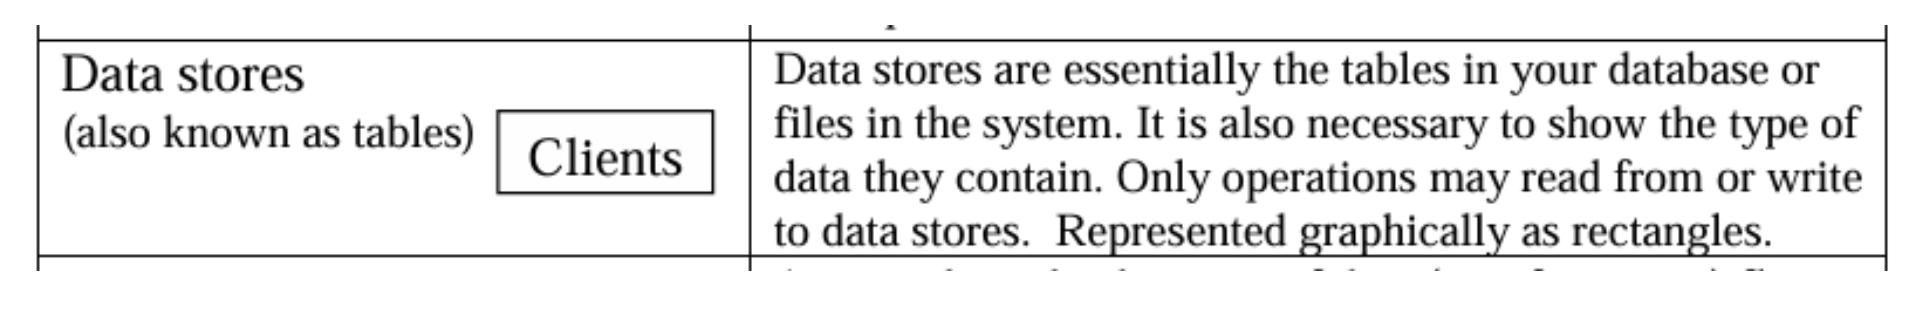 Data stores
(also known as tables)
Clients
Data stores are essentially the tables in your database or
files in the system. It is also necessary to show the type of
data they contain. Only operations may read from or write
to data stores.  Represented graphically as rectangles.